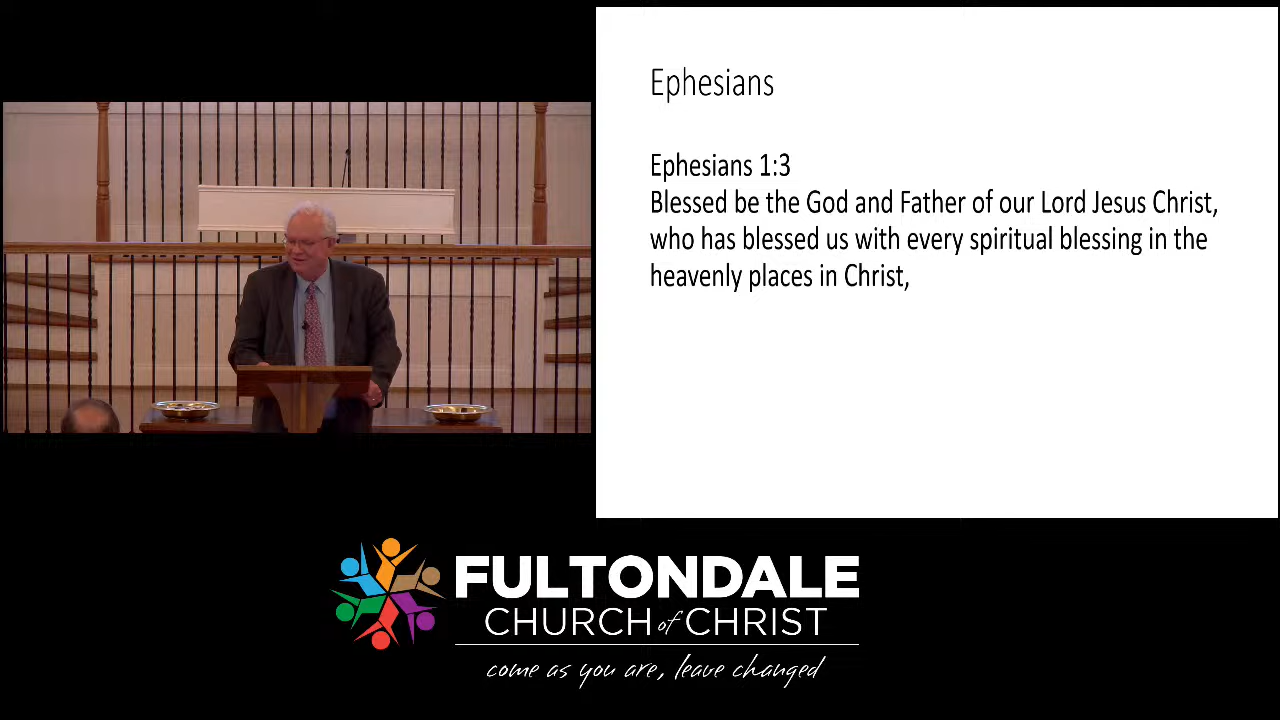 Ephesians
Ephesians 1:3
Blessed be the God and Father of our Lord Jesus Christ,
who has blessed us with every spiritual blessing in the
heavenly places in Christ,
FULTONDALE
CHURCH of CHRIST
come as you are, leave changed